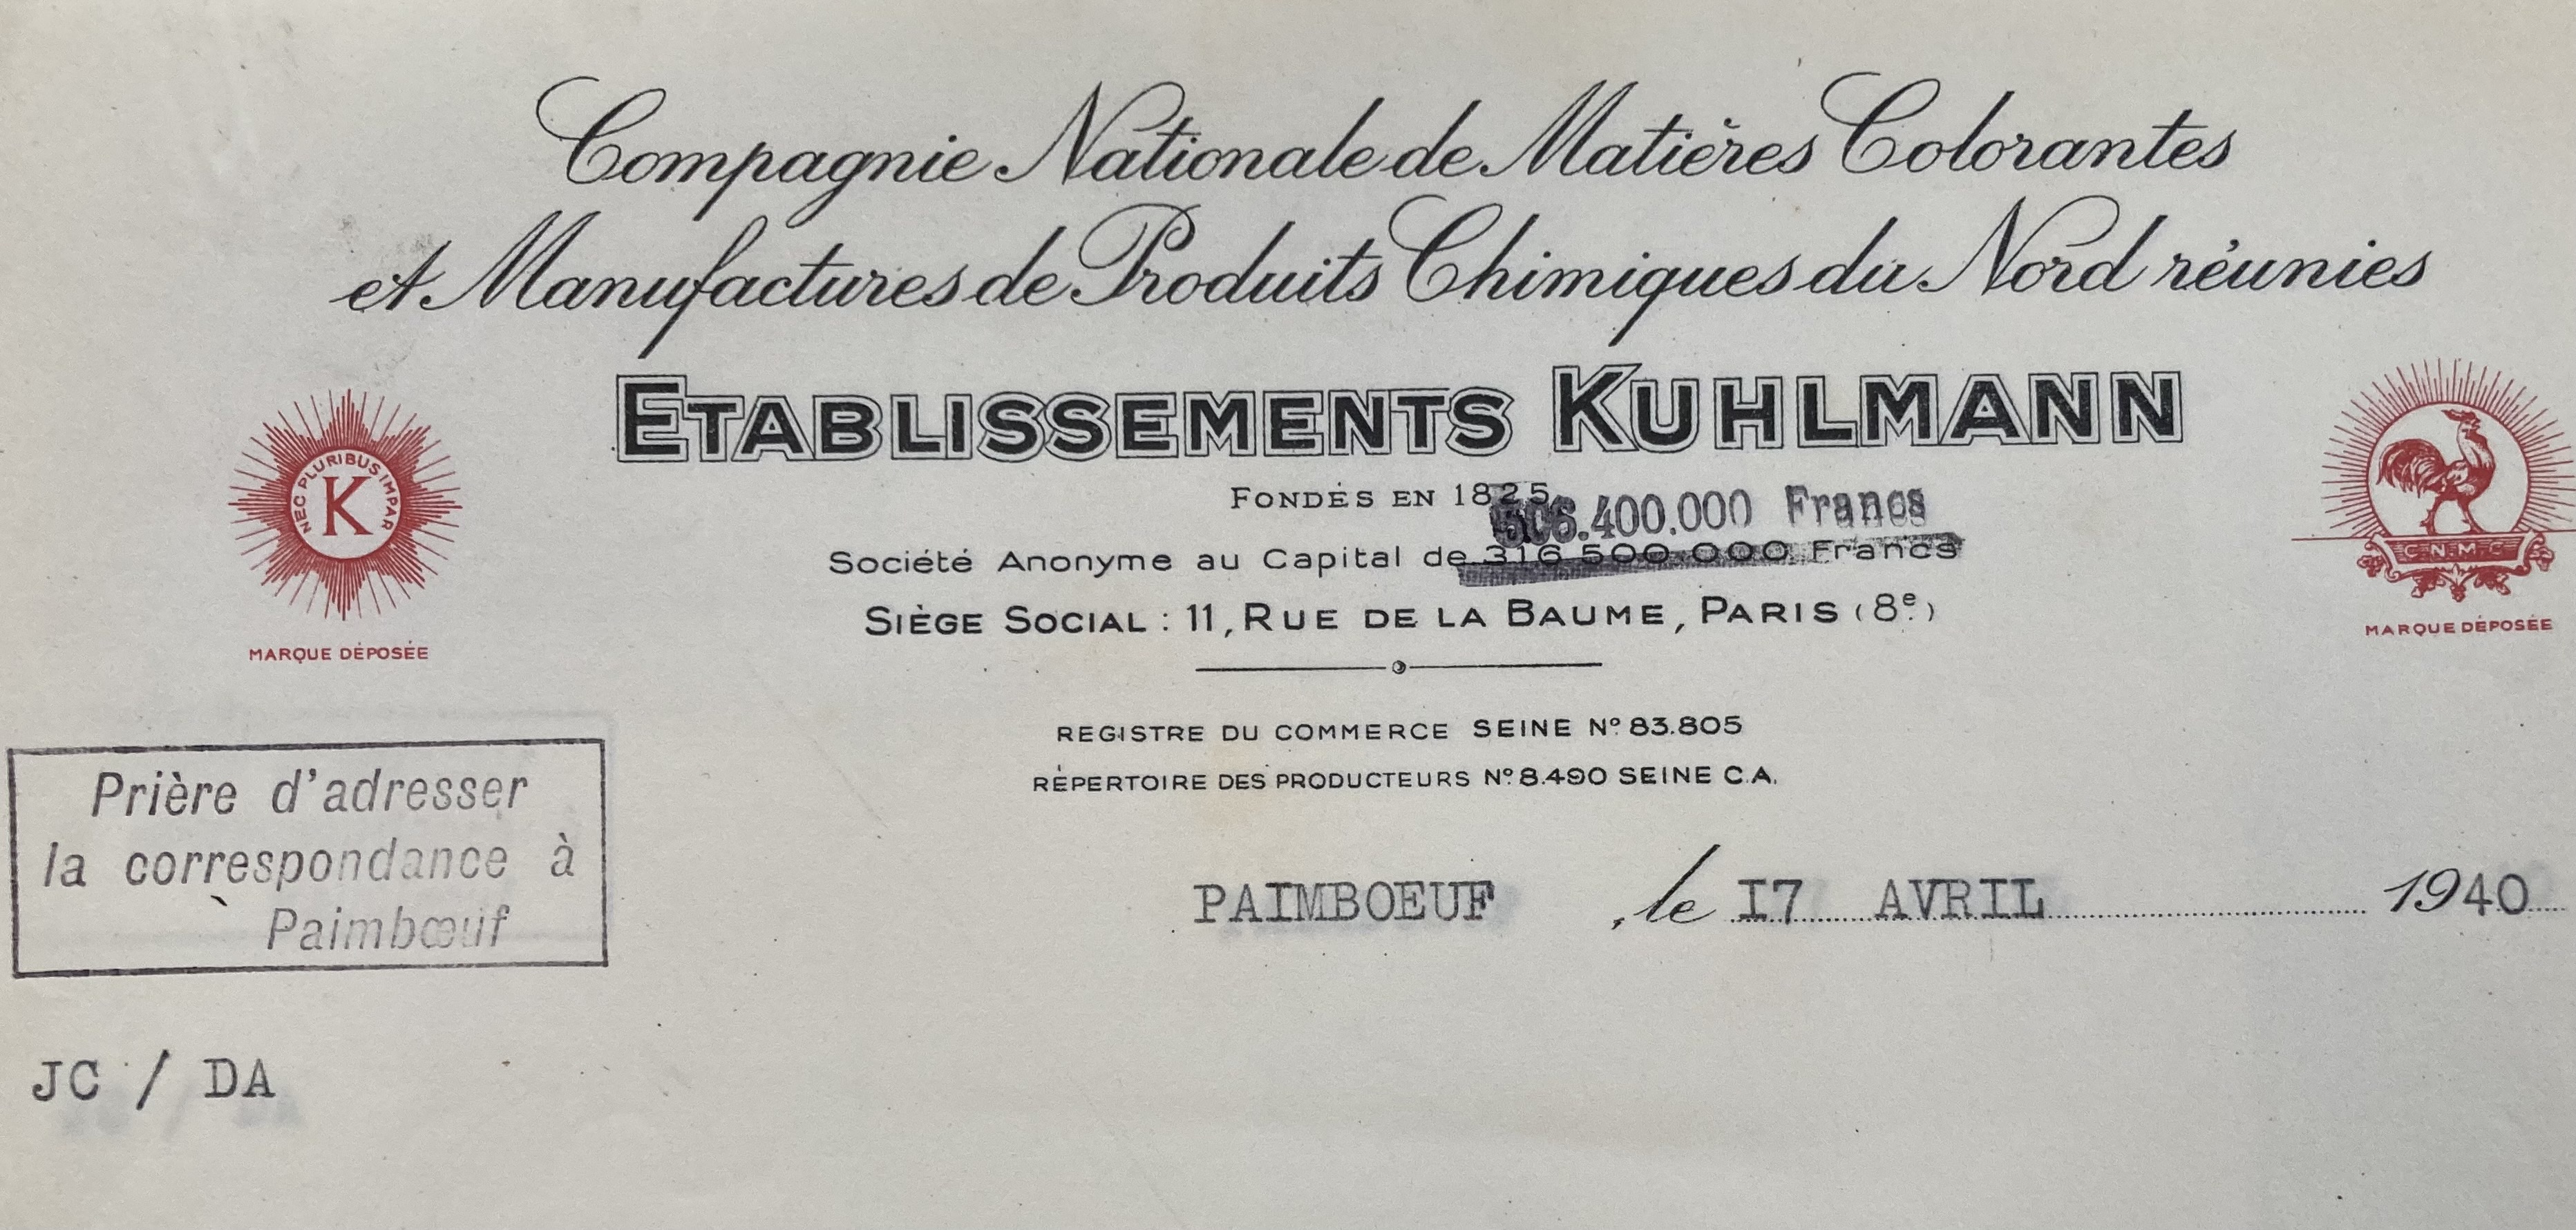 Compagnie Nationale de Matières Colorantes
et Manufactures de Produits Chimiques du Nord réunies
ETABLISSEMENTS KUHLMANN
NEC PLURIBUS IMPAR
K
MARQUE DÉPOSÉE
C.N.M.C
MARQUE DÉPOSÉE
FONDÉS EN 1825
.400.000 Francs
Société Anonyme au Capital de 316.500.000 Francs
SIÈGE SOCIAL : 11, RUE DE LA BAUME, PARIS (8e)
REGISTRE DU COMMERCE SEINE Nº 83.805
RÉPERTOIRE DES PRODUCTEURS Nº 8.490 SEINE C.A.
Prière d'adresser
la correspondance à
Paimbœuf
PAIMBOEUF , le I7 AVRIL 1940
JC / DA